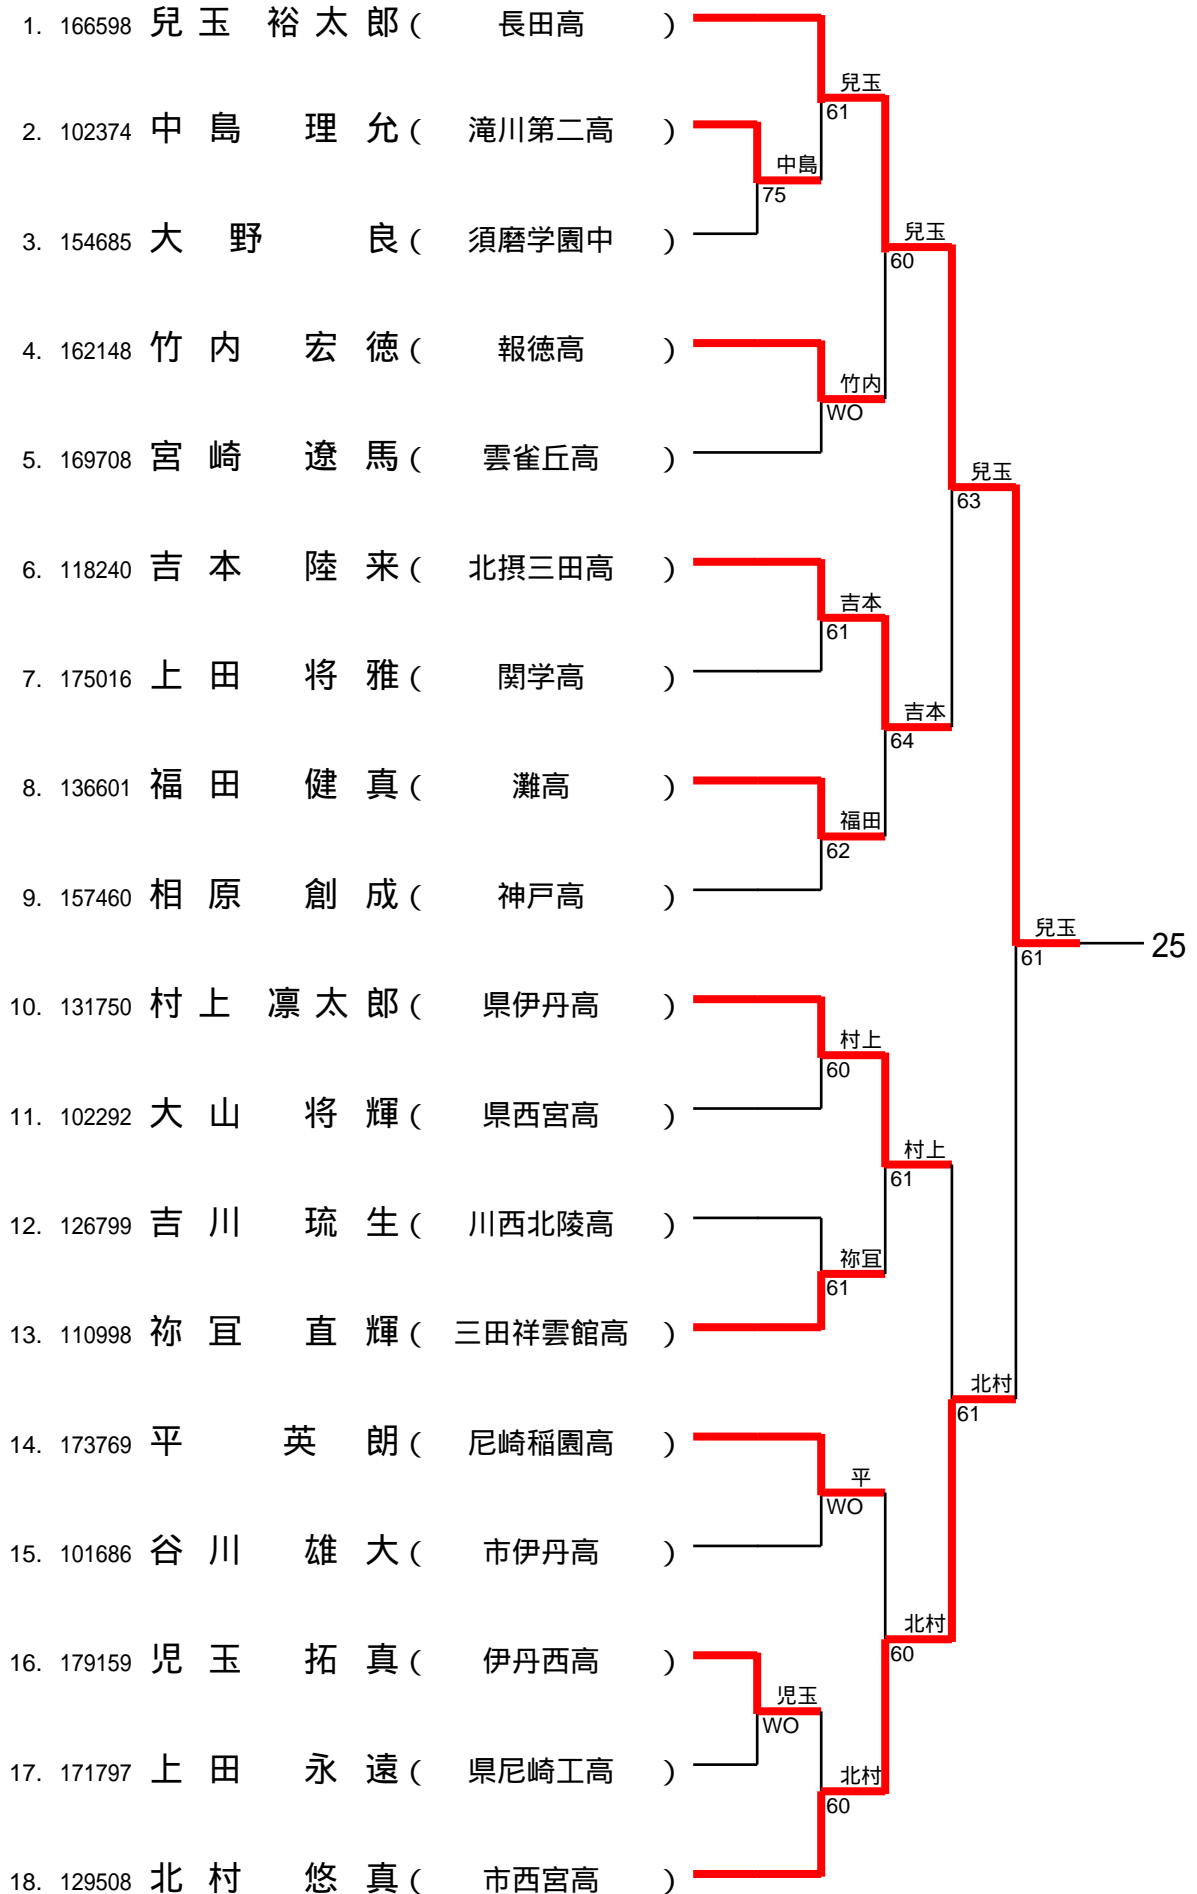 1. 166598 兒玉 裕太郎 ( 長田高 )
兒玉
61
2. 102374 中島 理允 ( 滝川第二高 )
中島
75
3. 154685 大野 良 ( 須磨学園中 )
兒玉
60
4. 162148 竹内 宏徳 ( 報徳高 )
竹内
WO
5. 169708 宮崎 遼馬 ( 雲雀丘高 )
兒玉
63
6. 118240 吉本 陸来 ( 北摂三田高 )
吉本
61
7. 175016 上田 将雅 ( 関学高 )
吉本
64
8. 136601 福田 健真 ( 灘高 )
福田
62
9. 157460 相原 創成 ( 神戸高 )
兒玉
61
25
10. 131750 村上 凛太郎 ( 県伊丹高 )
村上
60
11. 102292 大山 将輝 ( 県西宮高 )
村上
61
12. 126799 吉川 琉生 ( 川西北陵高 )
祢冝
61
13. 110998 祢冝 直輝 ( 三田祥雲館高 )
北村
61
14. 173769 平 英朗 ( 尼崎稲園高 )
平
WO
15. 101686 谷川 雄大 ( 市伊丹高 )
北村
60
16. 179159 児玉 拓真 ( 伊丹西高 )
児玉
WO
17. 171797 上田 永遠 ( 県尼崎工高 )
北村
60
18. 129508 北村 悠真 ( 市西宮高 )